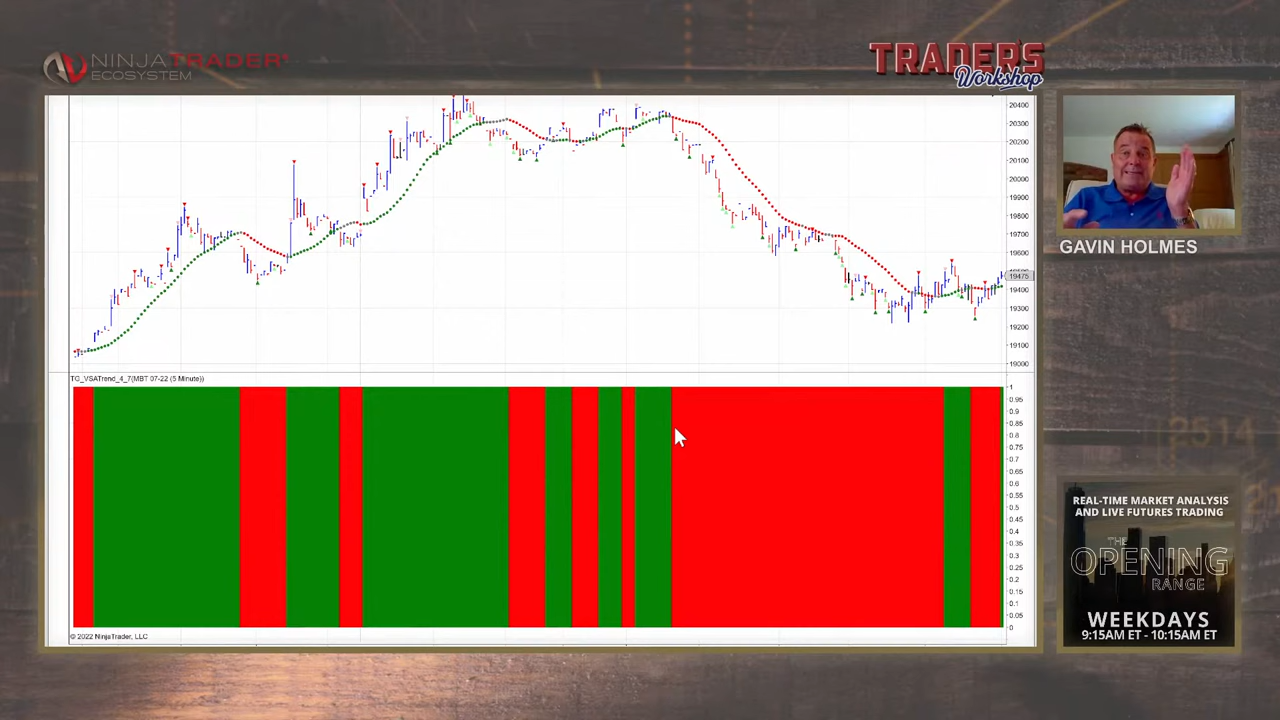 NINJATRADER
ECOSYSTEM
TRADERS
Workshop
20400
20300
20200
20100
20000
19900
19800
19700
19600
19475
19400
19300
19200
19100
19000
TG_VSATrend_4_7(MBT 07-22 (5 Minute))
1
0.95
0.9
0.85
0.8
0.75
0.7
0.65
0.6
0.55
0.5
0.45
0.4
0.35
0.3
0.25
0.2
0.15
0.1
0.05
0
© 2022 NinjaTrader, LLC
GAVIN HOLMES
2514
REAL-TIME MARKET ANALYSIS
AND LIVE FUTURES TRADING
THE
OPENING
RANGE
WEEKDAYS
9:15AM ET - 10:15AM ET